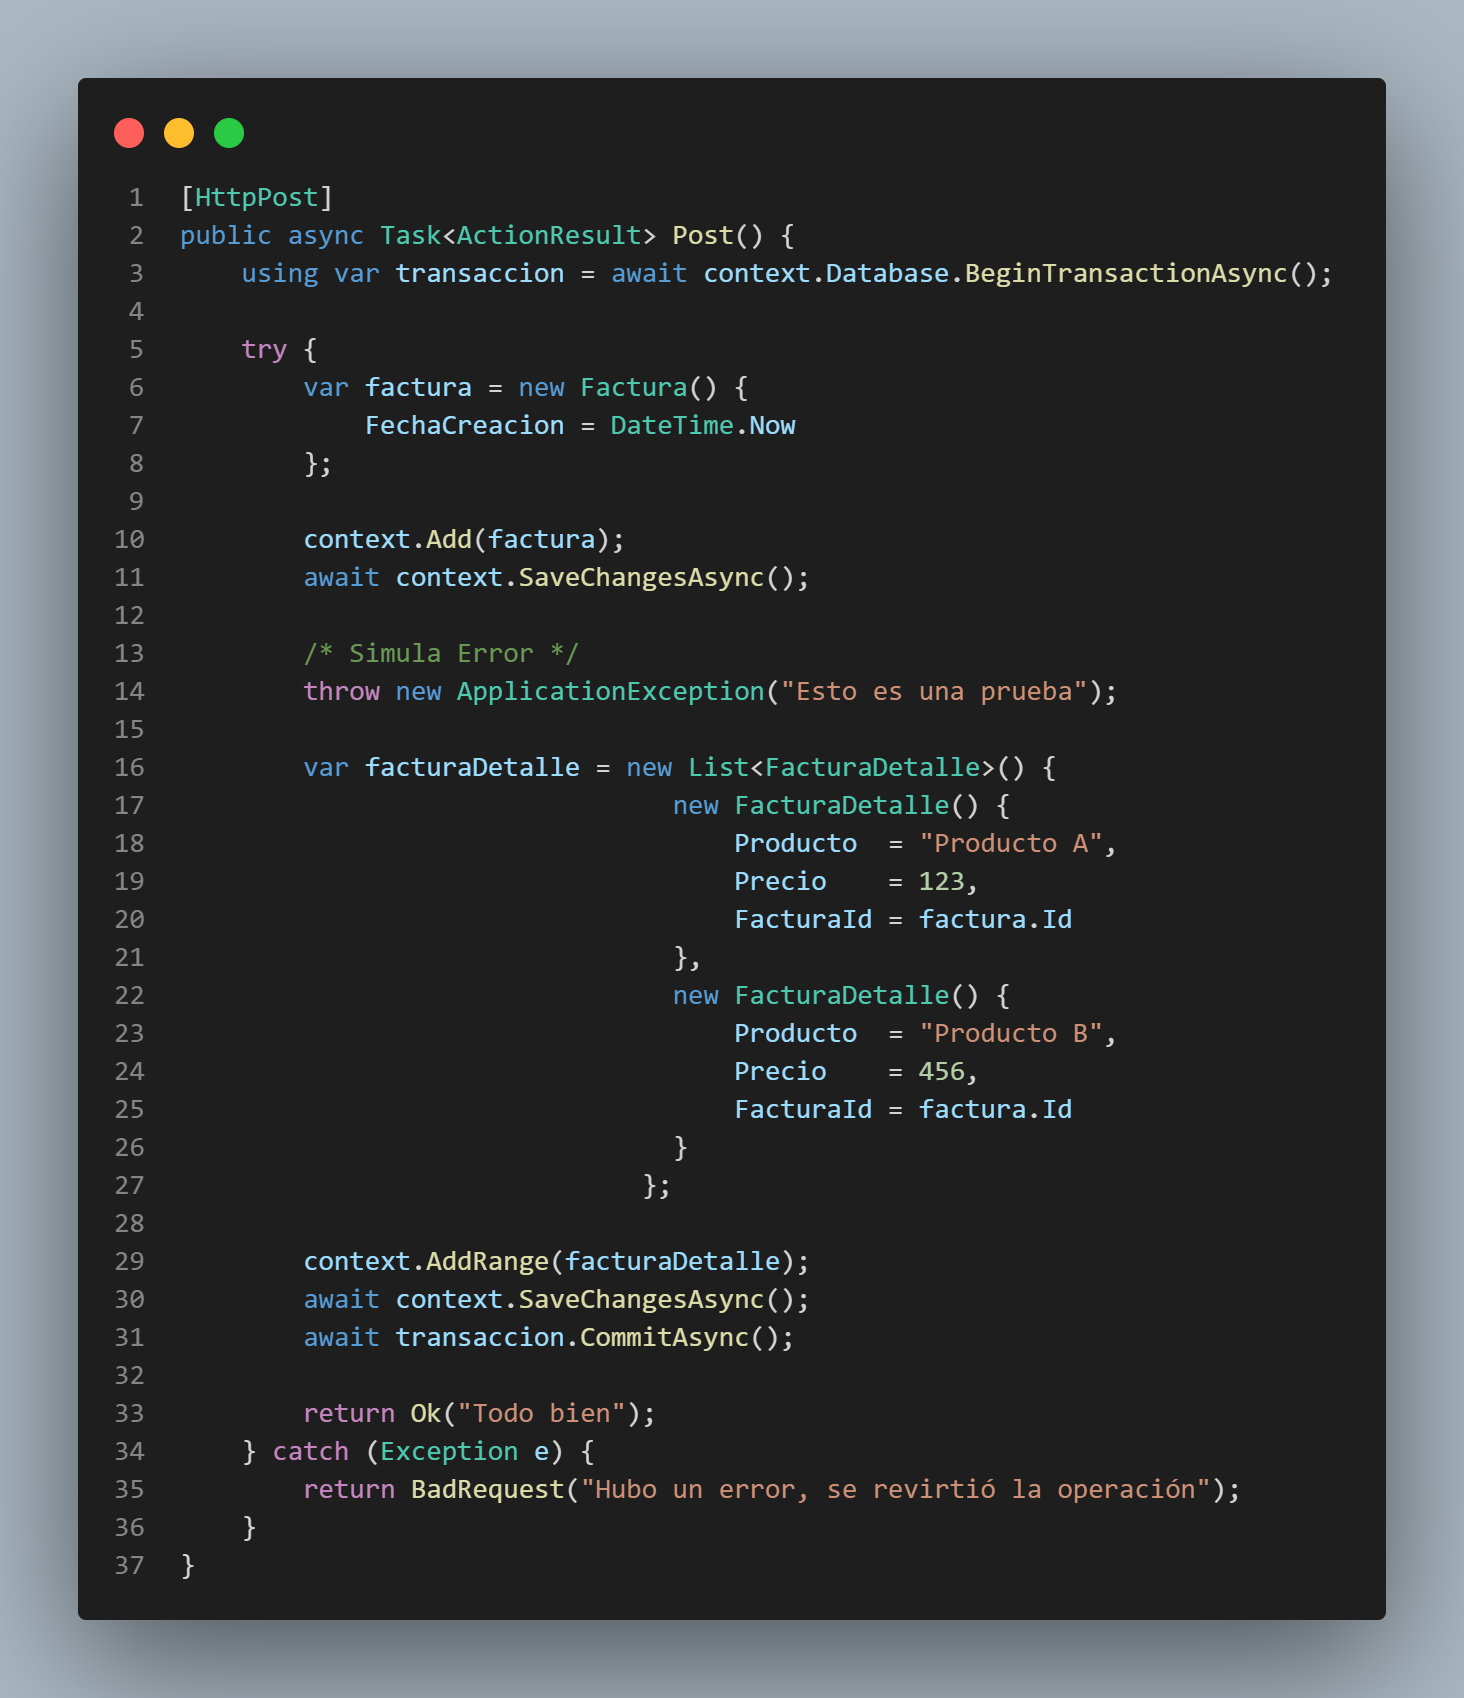 1 [HttpPost]
2 public async Task<ActionResult> Post() {
3     using var transaccion = await context.Database.BeginTransactionAsync();
4
5     try {
6         var factura = new Factura() {
7             FechaCreacion = DateTime.Now
8         };
9
10         context.Add(factura);
11         await context.SaveChangesAsync();
12
13         /* Simula Error */
14         throw new ApplicationException("Esto es una prueba");
15
16         var facturaDetalle = new List<FacturaDetalle>() {
17                                 new FacturaDetalle() {
18                                     Producto  = "Producto A",
19                                     Precio    = 123,
20                                     FacturaId = factura.Id
21                                 },
22                                 new FacturaDetalle() {
23                                     Producto  = "Producto B",
24                                     Precio    = 456,
25                                     FacturaId = factura.Id
26                                 }
27                               };
28
29         context.AddRange(facturaDetalle);
30         await context.SaveChangesAsync();
31         await transaccion.CommitAsync();
32
33         return Ok("Todo bien");
34     } catch (Exception e) {
35         return BadRequest("Hubo un error, se revirtió la operación");
36     }
37 }